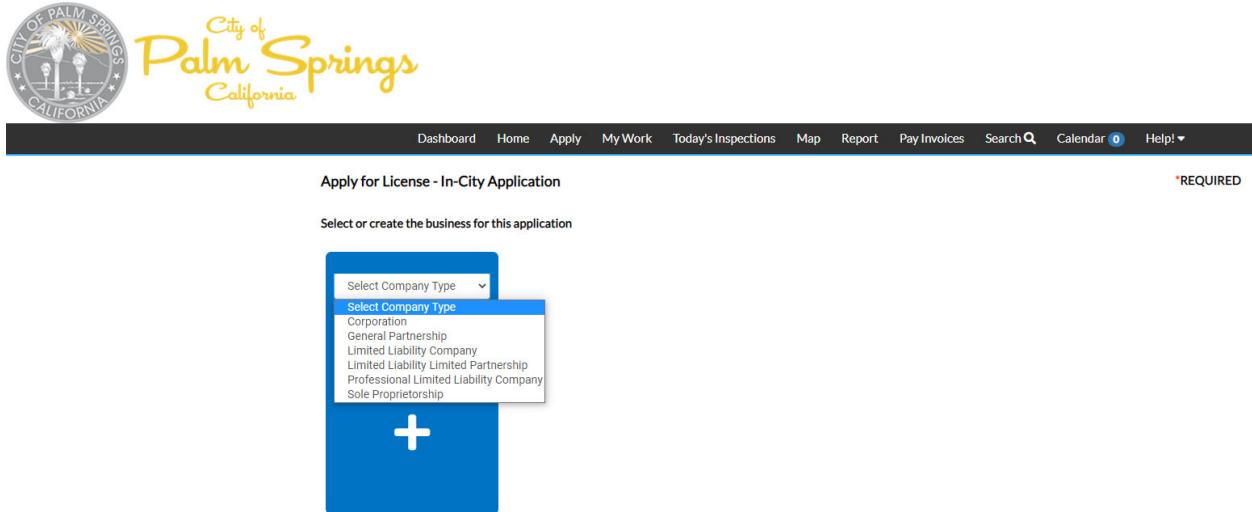 CITY OF PALM SPRINGS
CALIFORNIA
City of
Palm Springs
California
Dashboard Home Apply My Work Today's Inspections Map Report Pay Invoices Search Calendar 0 Help!
Apply for License - In-City Application *REQUIRED
Select or create the business for this application
Select Company Type
Select Company Type
Corporation
General Partnership
Limited Liability Company
Limited Liability Limited Partnership
Professional Limited Liability Company
Sole Proprietorship